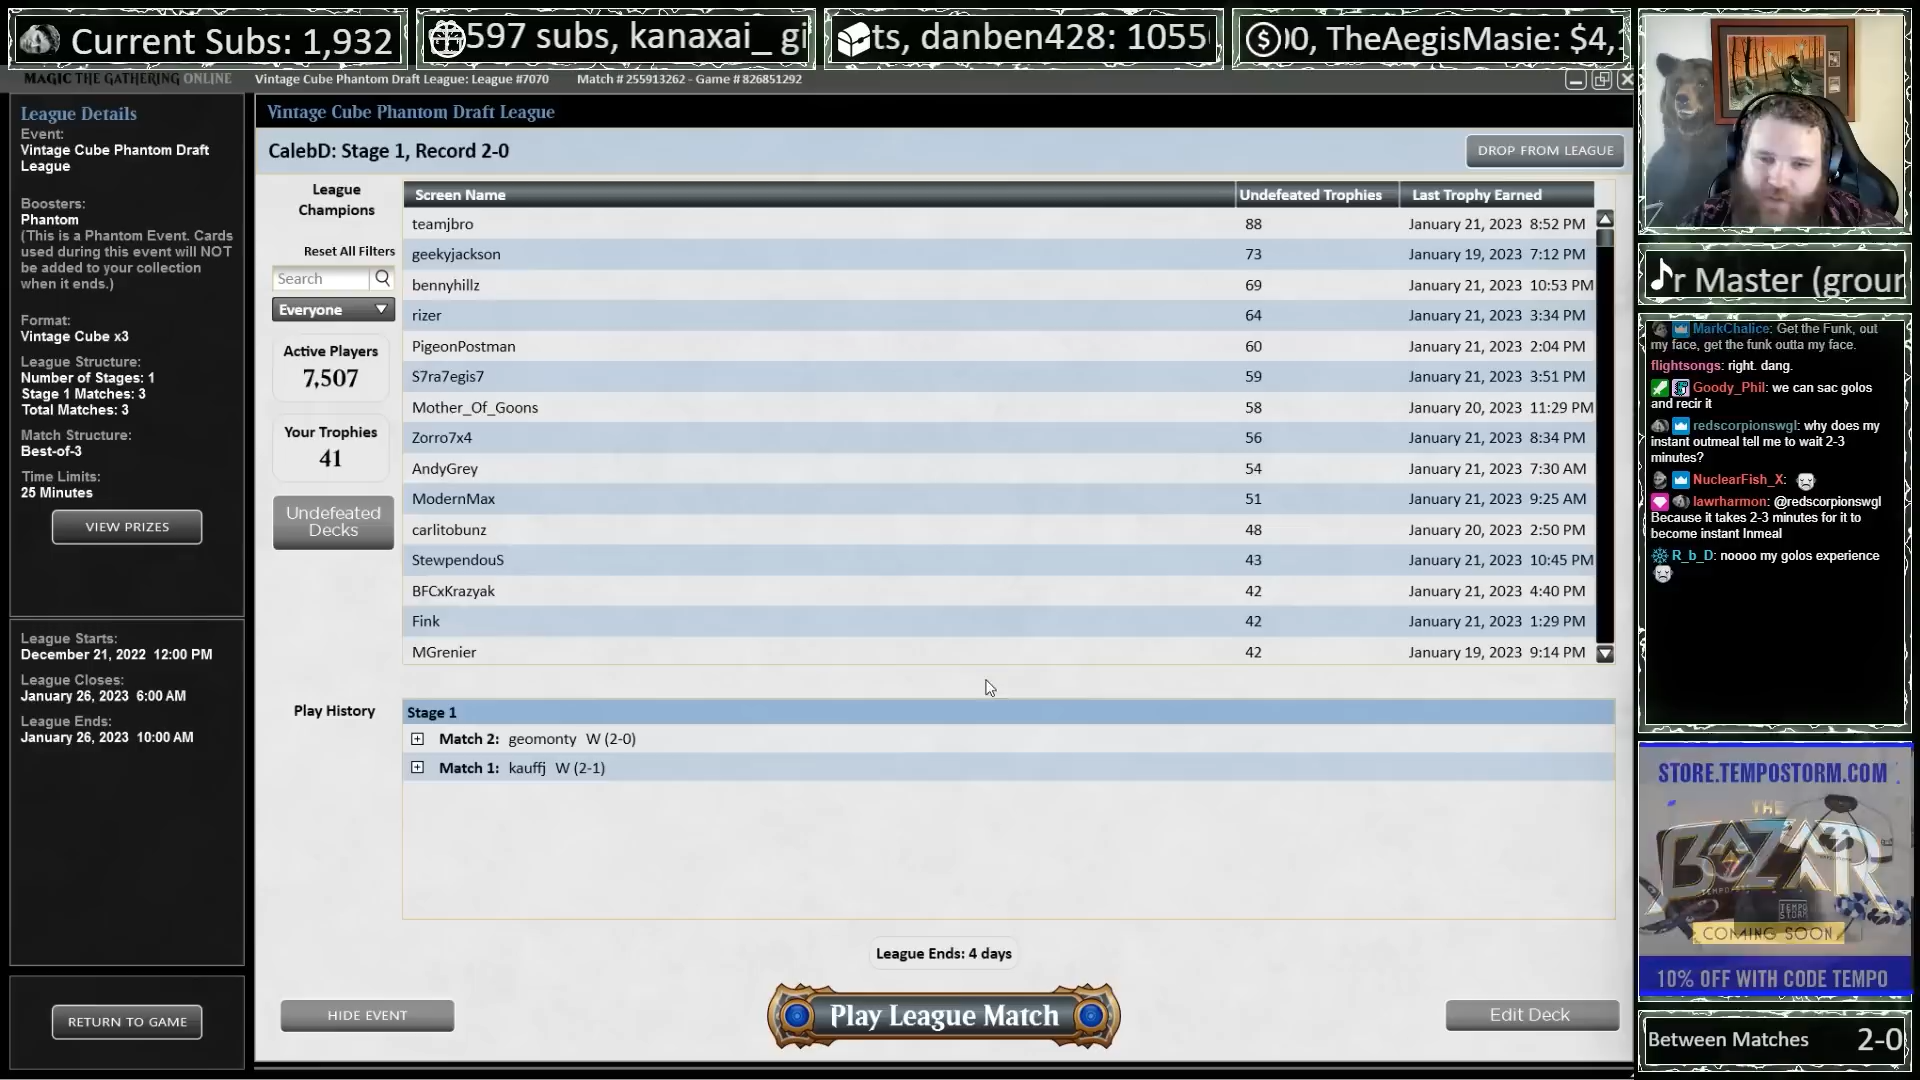 Current Subs: 1,932
597 subs, kanaxai_ gi
ts, danben428: 1055
00, TheAegisMasie: $4,
MAGIC THE GATHERING ONLINE
Vintage Cube Phantom Draft League: League #7070
Match # 255913262 - Game # 826851292
League Details
Event:
Vintage Cube Phantom Draft
League
Boosters:
Phantom
(This is a Phantom Event. Cards
used during this event will NOT
be added to your collection
when it ends.)
Format:
Vintage Cube x3
League Structure:
Number of Stages: 1
Stage 1 Matches: 3
Total Matches: 3
Match Structure:
Best-of-3
Time Limits:
25 Minutes
VIEW PRIZES
League Starts:
December 21, 2022 12:00 PM
League Closes:
January 26, 2023 6:00 AM
League Ends:
January 26, 2023 10:00 AM
RETURN TO GAME
Vintage Cube Phantom Draft League
CalebD: Stage 1, Record 2-0
DROP FROM LEAGUE
League
Champions
Reset All Filters
Search
Everyone
Active Players
7,507
Your Trophies
41
Undefeated
Decks
Screen Name Undefeated Trophies Last Trophy Earned
teamjbro 88 January 21, 2023 8:52 PM
geekyjackson 73 January 19, 2023 7:12 PM
bennyhillz 69 January 21, 2023 10:53 PM
rizer 64 January 21, 2023 3:34 PM
PigeonPostman 60 January 21, 2023 2:04 PM
S7ra7egis7 59 January 21, 2023 3:51 PM
Mother_Of_Goons 58 January 20, 2023 11:29 PM
Zorro7x4 56 January 21, 2023 8:34 PM
AndyGrey 54 January 21, 2023 7:30 AM
ModernMax 51 January 21, 2023 9:25 AM
carlitobunz 48 January 20, 2023 2:50 PM
StewpendouS 43 January 21, 2023 10:45 PM
BFCxKrazyak 42 January 21, 2023 4:40 PM
Fink 42 January 21, 2023 1:29 PM
MGrenier 42 January 19, 2023 9:14 PM
Play History
Stage 1
Match 2: geomonty W (2-0)
Match 1: kauffj W (2-1)
League Ends: 4 days
HIDE EVENT
Play League Match
Edit Deck
r Master (grour
MarkChalice: Get the Funk, out
my face, get the funk outta my face.
flightsongs: right. dang.
Goody_Phil: we can sac golos
and recir it
redscorpionswgl: why does my
instant outmeal tell me to wait 2-3
minutes?
NuclearFish_X:
lawrharmon: @redscorpionswgl
Because it takes 2-3 minutes for it to
become instant Inmeal
R_b_D: noooo my golos experience
STORE.TEMPOSTORM.COM
THE
BAZAAR
TEMPO
STORM
COMING SOON
10% OFF WITH CODE TEMPO
Between Matches 2-0